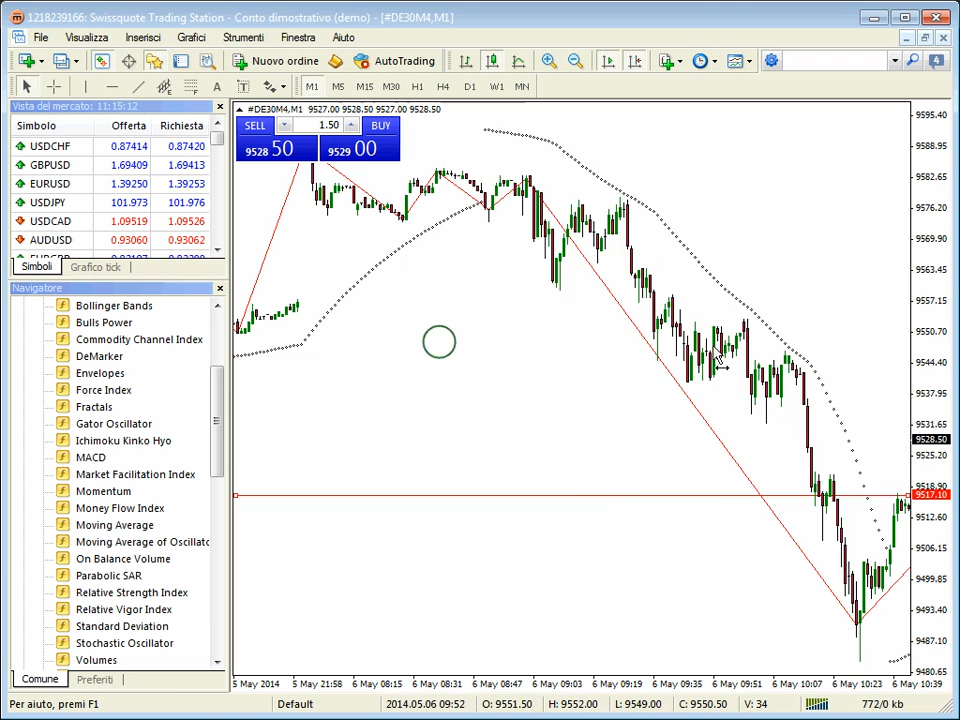 1218239166: Swissquote Trading Station - Conto dimostrativo (demo) - [#DE30M4,M1]
File Visualizza Inserisci Grafici Strumenti Finestra Aiuto
Nuovo ordine AutoTrading 4
A T M1 M5 M15 M30 H1 H4 D1 W1 MN
Vista del mercato: 11:15:12
Simbolo Offerta Richiesta
USDCHF 0.87414 0.87420
GBPUSD 1.69409 1.69413
EURUSD 1.39250 1.39253
USDJPY 101.973 101.976
USDCAD 1.09519 1.09526
AUDUSD 0.93060 0.93062
Simboli Grafico tick
Navigatore
Bollinger Bands
Bulls Power
Commodity Channel Index
DeMarker
Envelopes
Force Index
Fractals
Gator Oscillator
Ichimoku Kinko Hyo
MACD
Market Facilitation Index
Momentum
Money Flow Index
Moving Average
Moving Average of Oscillato
On Balance Volume
Parabolic SAR
Relative Strength Index
Relative Vigor Index
Standard Deviation
Stochastic Oscillator
Volumes
Comune Preferiti
#DE30M4,M1 9527.00 9528.50 9527.00 9528.50
SELL 1.50 BUY
9528 50 9529 00
9595.40
9588.95
9582.65
9576.20
9569.90
9563.45
9557.15
9550.70
9544.40
9537.95
9531.65
9528.50
9525.20
9518.90
9517.10
9512.60
9506.15
9499.85
9493.40
9487.10
9480.65
5 May 2014 5 May 21:58 6 May 08:15 6 May 08:31 6 May 08:47 6 May 09:03 6 May 09:19 6 May 09:35 6 May 09:51 6 May 10:07 6 May 10:23 6 May 10:39
Per aiuto, premi F1 Default 2014.05.06 09:52 O: 9551.50 H: 9552.00 L: 9549.00 C: 9550.50 V: 34 772/0 kb